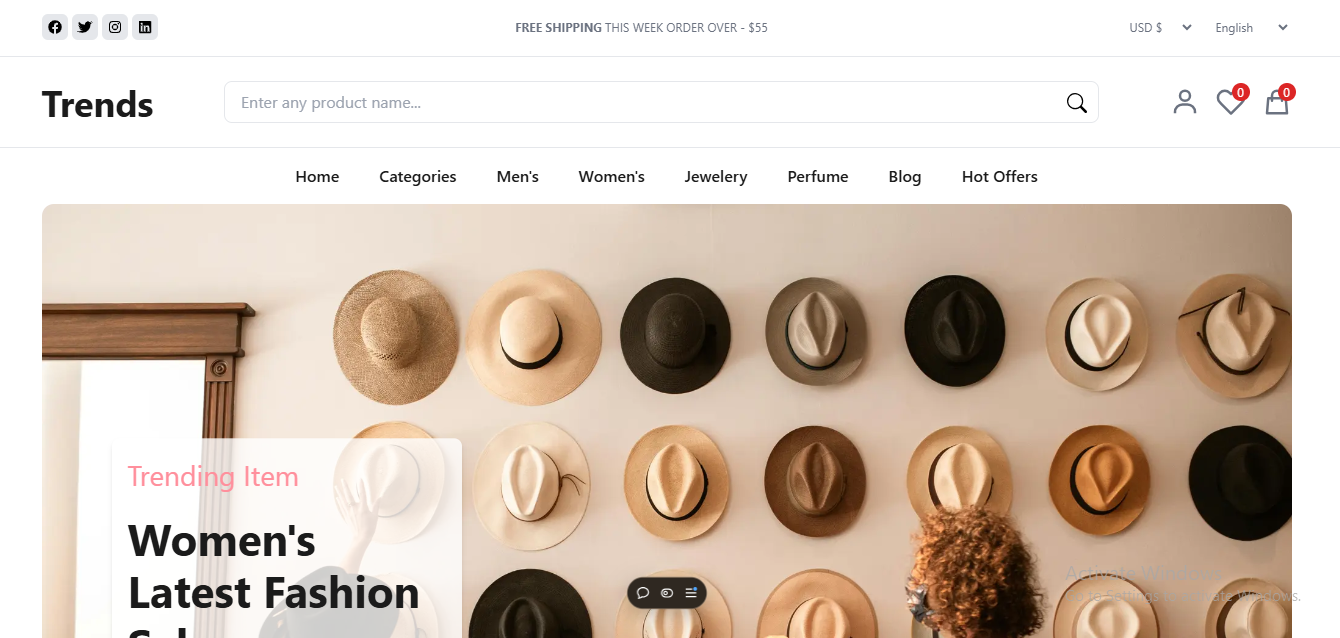 FREE SHIPPING THIS WEEK ORDER OVER - $55
USD $
English
Trends
Enter any product name...
0
0
Home
Categories
Men's
Women's
Jewelery
Perfume
Blog
Hot Offers
Trending Item
Women's
Latest Fashion
Activate Windows
Go to Settings to activate Windows.